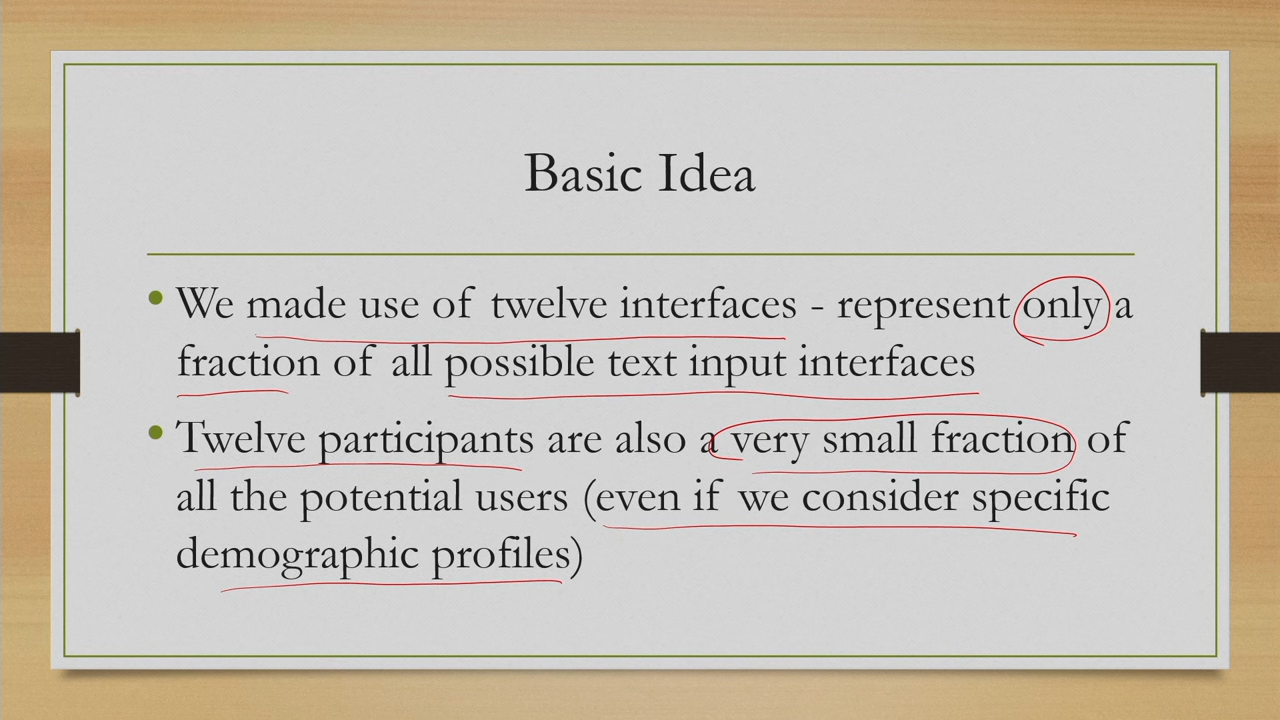 Basic Idea
• We made use of twelve interfaces - represent only a
fraction of all possible text input interfaces
• Twelve participants are also a very small fraction of
all the potential users (even if we consider specific
demographic profiles)